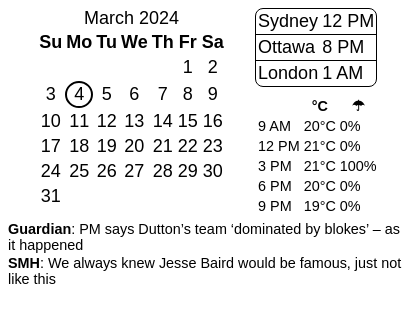 March 2024
Su Mo Tu We Th Fr Sa
1 2
3 4 5 6 7 8 9
10 11 12 13 14 15 16
17 18 19 20 21 22 23
24 25 26 27 28 29 30
31
Sydney 12 PM
Ottawa 8 PM
London 1 AM
°C ☂
9 AM 20°C 0%
12 PM 21°C 0%
3 PM 21°C 100%
6 PM 20°C 0%
9 PM 19°C 0%
Guardian: PM says Dutton’s team ‘dominated by blokes’ – as
it happened
SMH: We always knew Jesse Baird would be famous, just not
like this